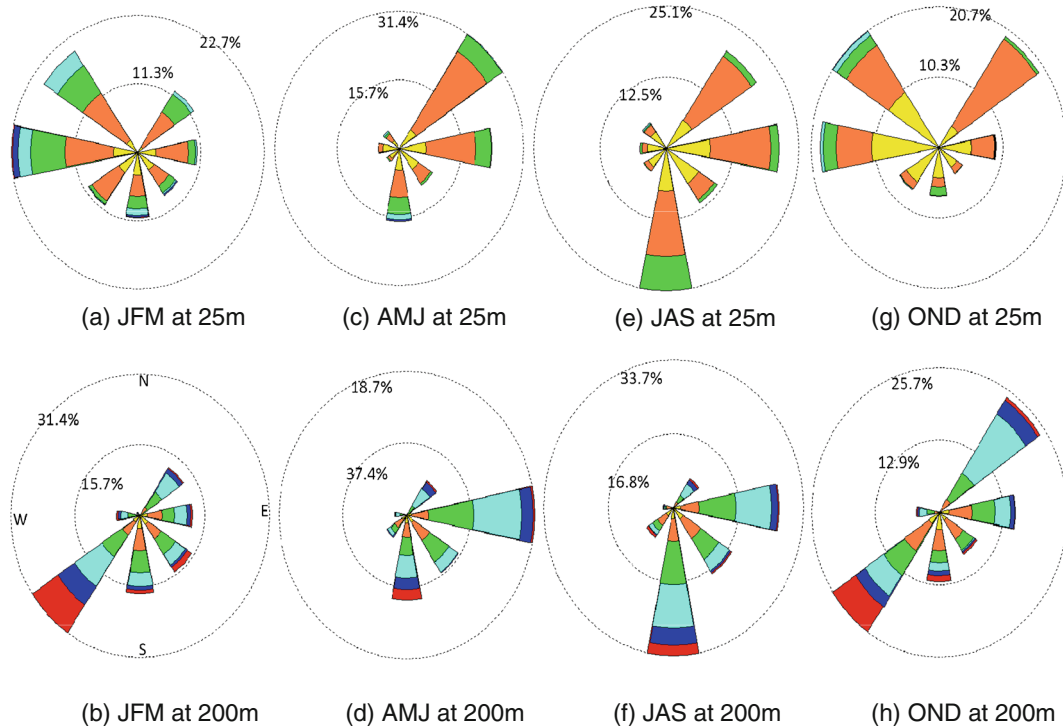 22.7%
11.3%
31.4%
15.7%
25.1%
12.5%
20.7%
10.3%
(a) JFM at 25m
(c) AMJ at 25m
(e) JAS at 25m
(g) OND at 25m
N
31.4%
15.7%
W
E
S
18.7%
37.4%
33.7%
16.8%
25.7%
12.9%
(b) JFM at 200m
(d) AMJ at 200m
(f) JAS at 200m
(h) OND at 200m